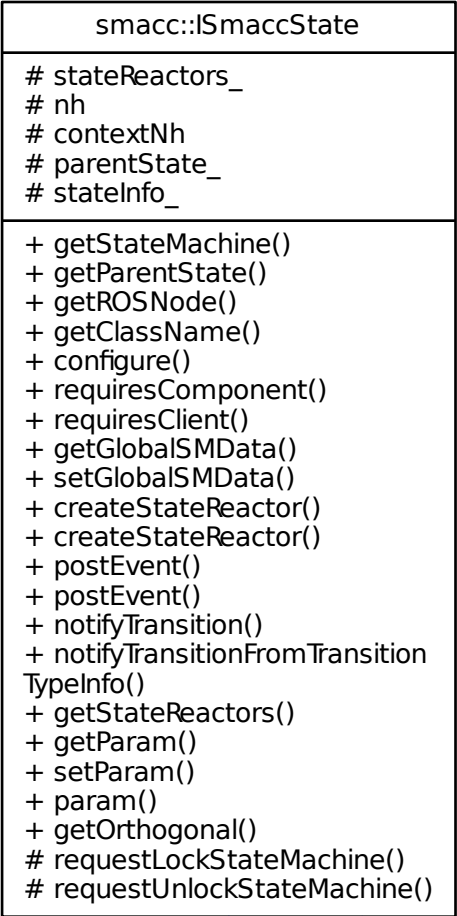 smacc::ISmaccState
# stateReactors_
# nh
# contextNh
# parentState_
# stateInfo_
+ getStateMachine()
+ getParentState()
+ getROSNode()
+ getClassName()
+ configure()
+ requiresComponent()
+ requiresClient()
+ getGlobalSMData()
+ setGlobalSMData()
+ createStateReactor()
+ createStateReactor()
+ postEvent()
+ postEvent()
+ notifyTransition()
+ notifyTransitionFromTransition
TypeInfo()
+ getStateReactors()
+ getParam()
+ setParam()
+ param()
+ getOrthogonal()
# requestLockStateMachine()
# requestUnlockStateMachine()